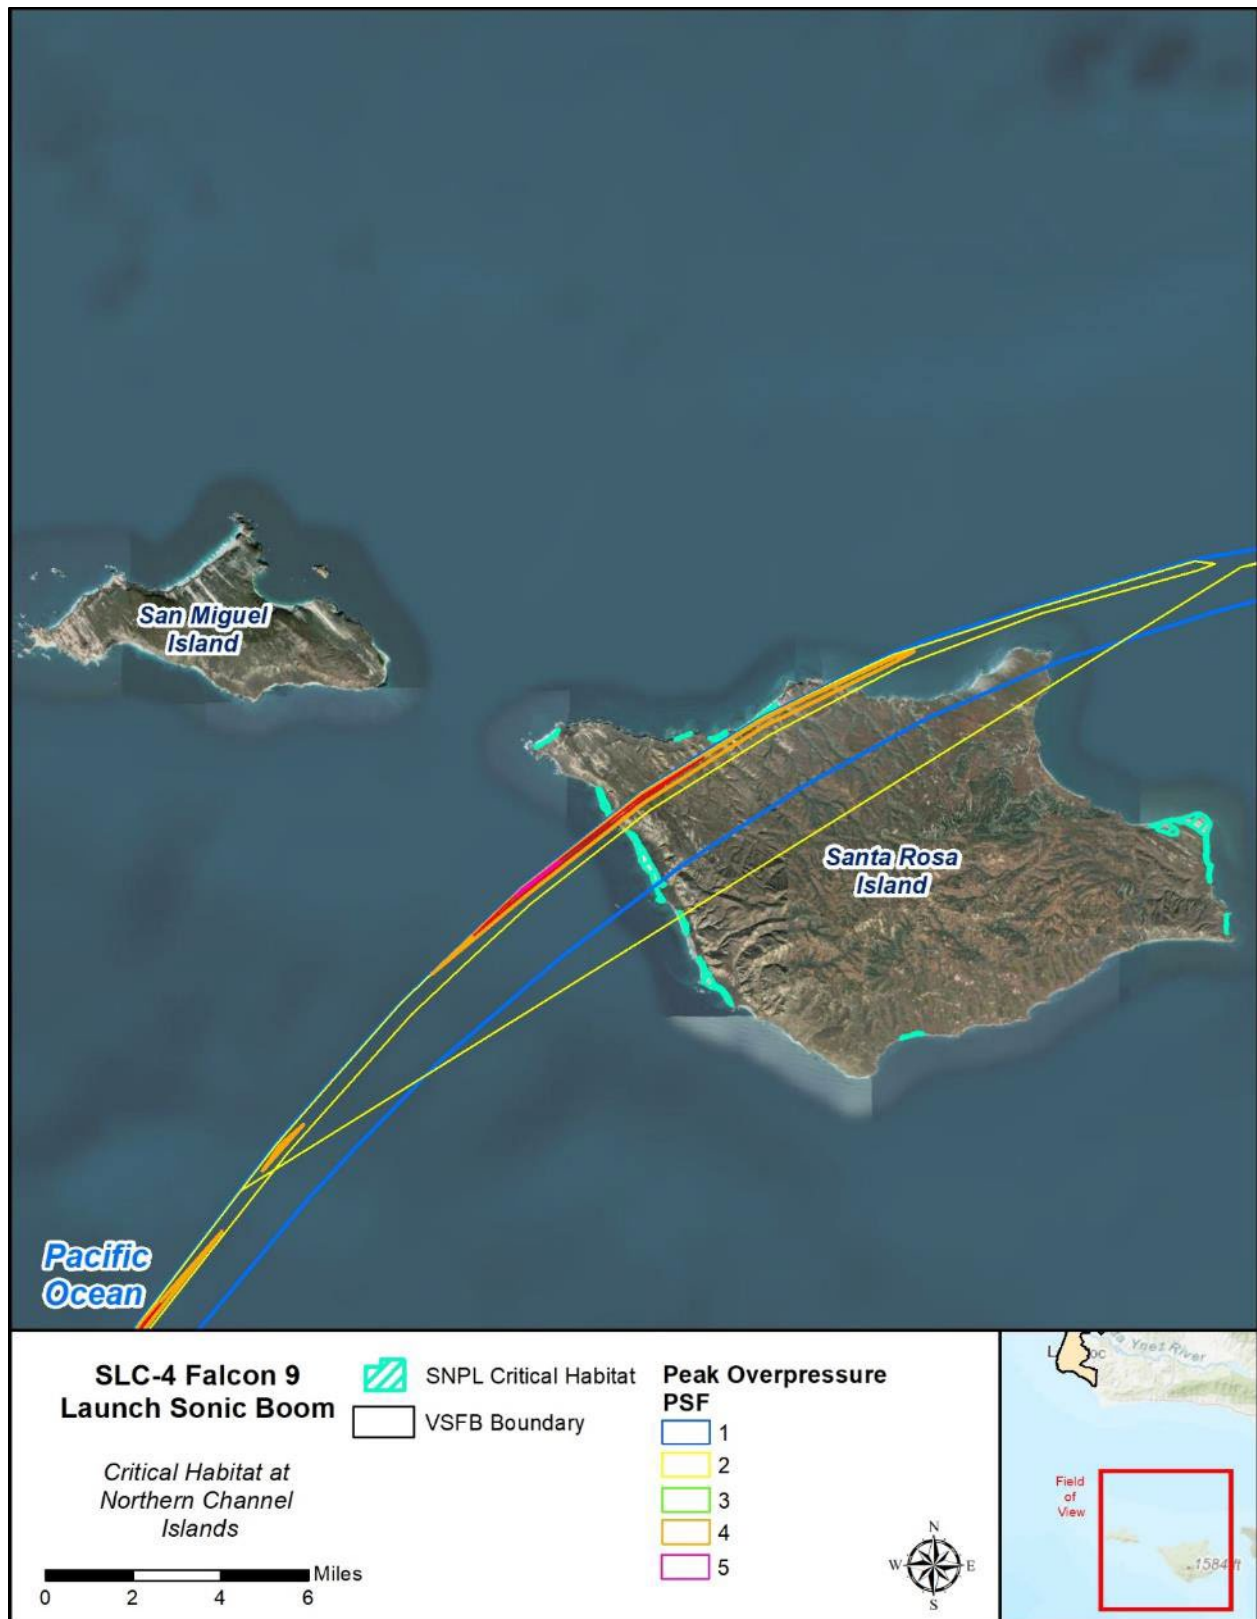 San Miguel
Island
Santa Rosa
Island
Pacific
Ocean
SLC-4 Falcon 9
Launch Sonic Boom
Critical Habitat at
Northern Channel
Islands
0 2 4 6 Miles
SNPL Critical Habitat
VSFB Boundary
Peak Overpressure
PSF
1
2
3
4
5
N
W E
S
Ynez River
Field
of
View
1584 ft